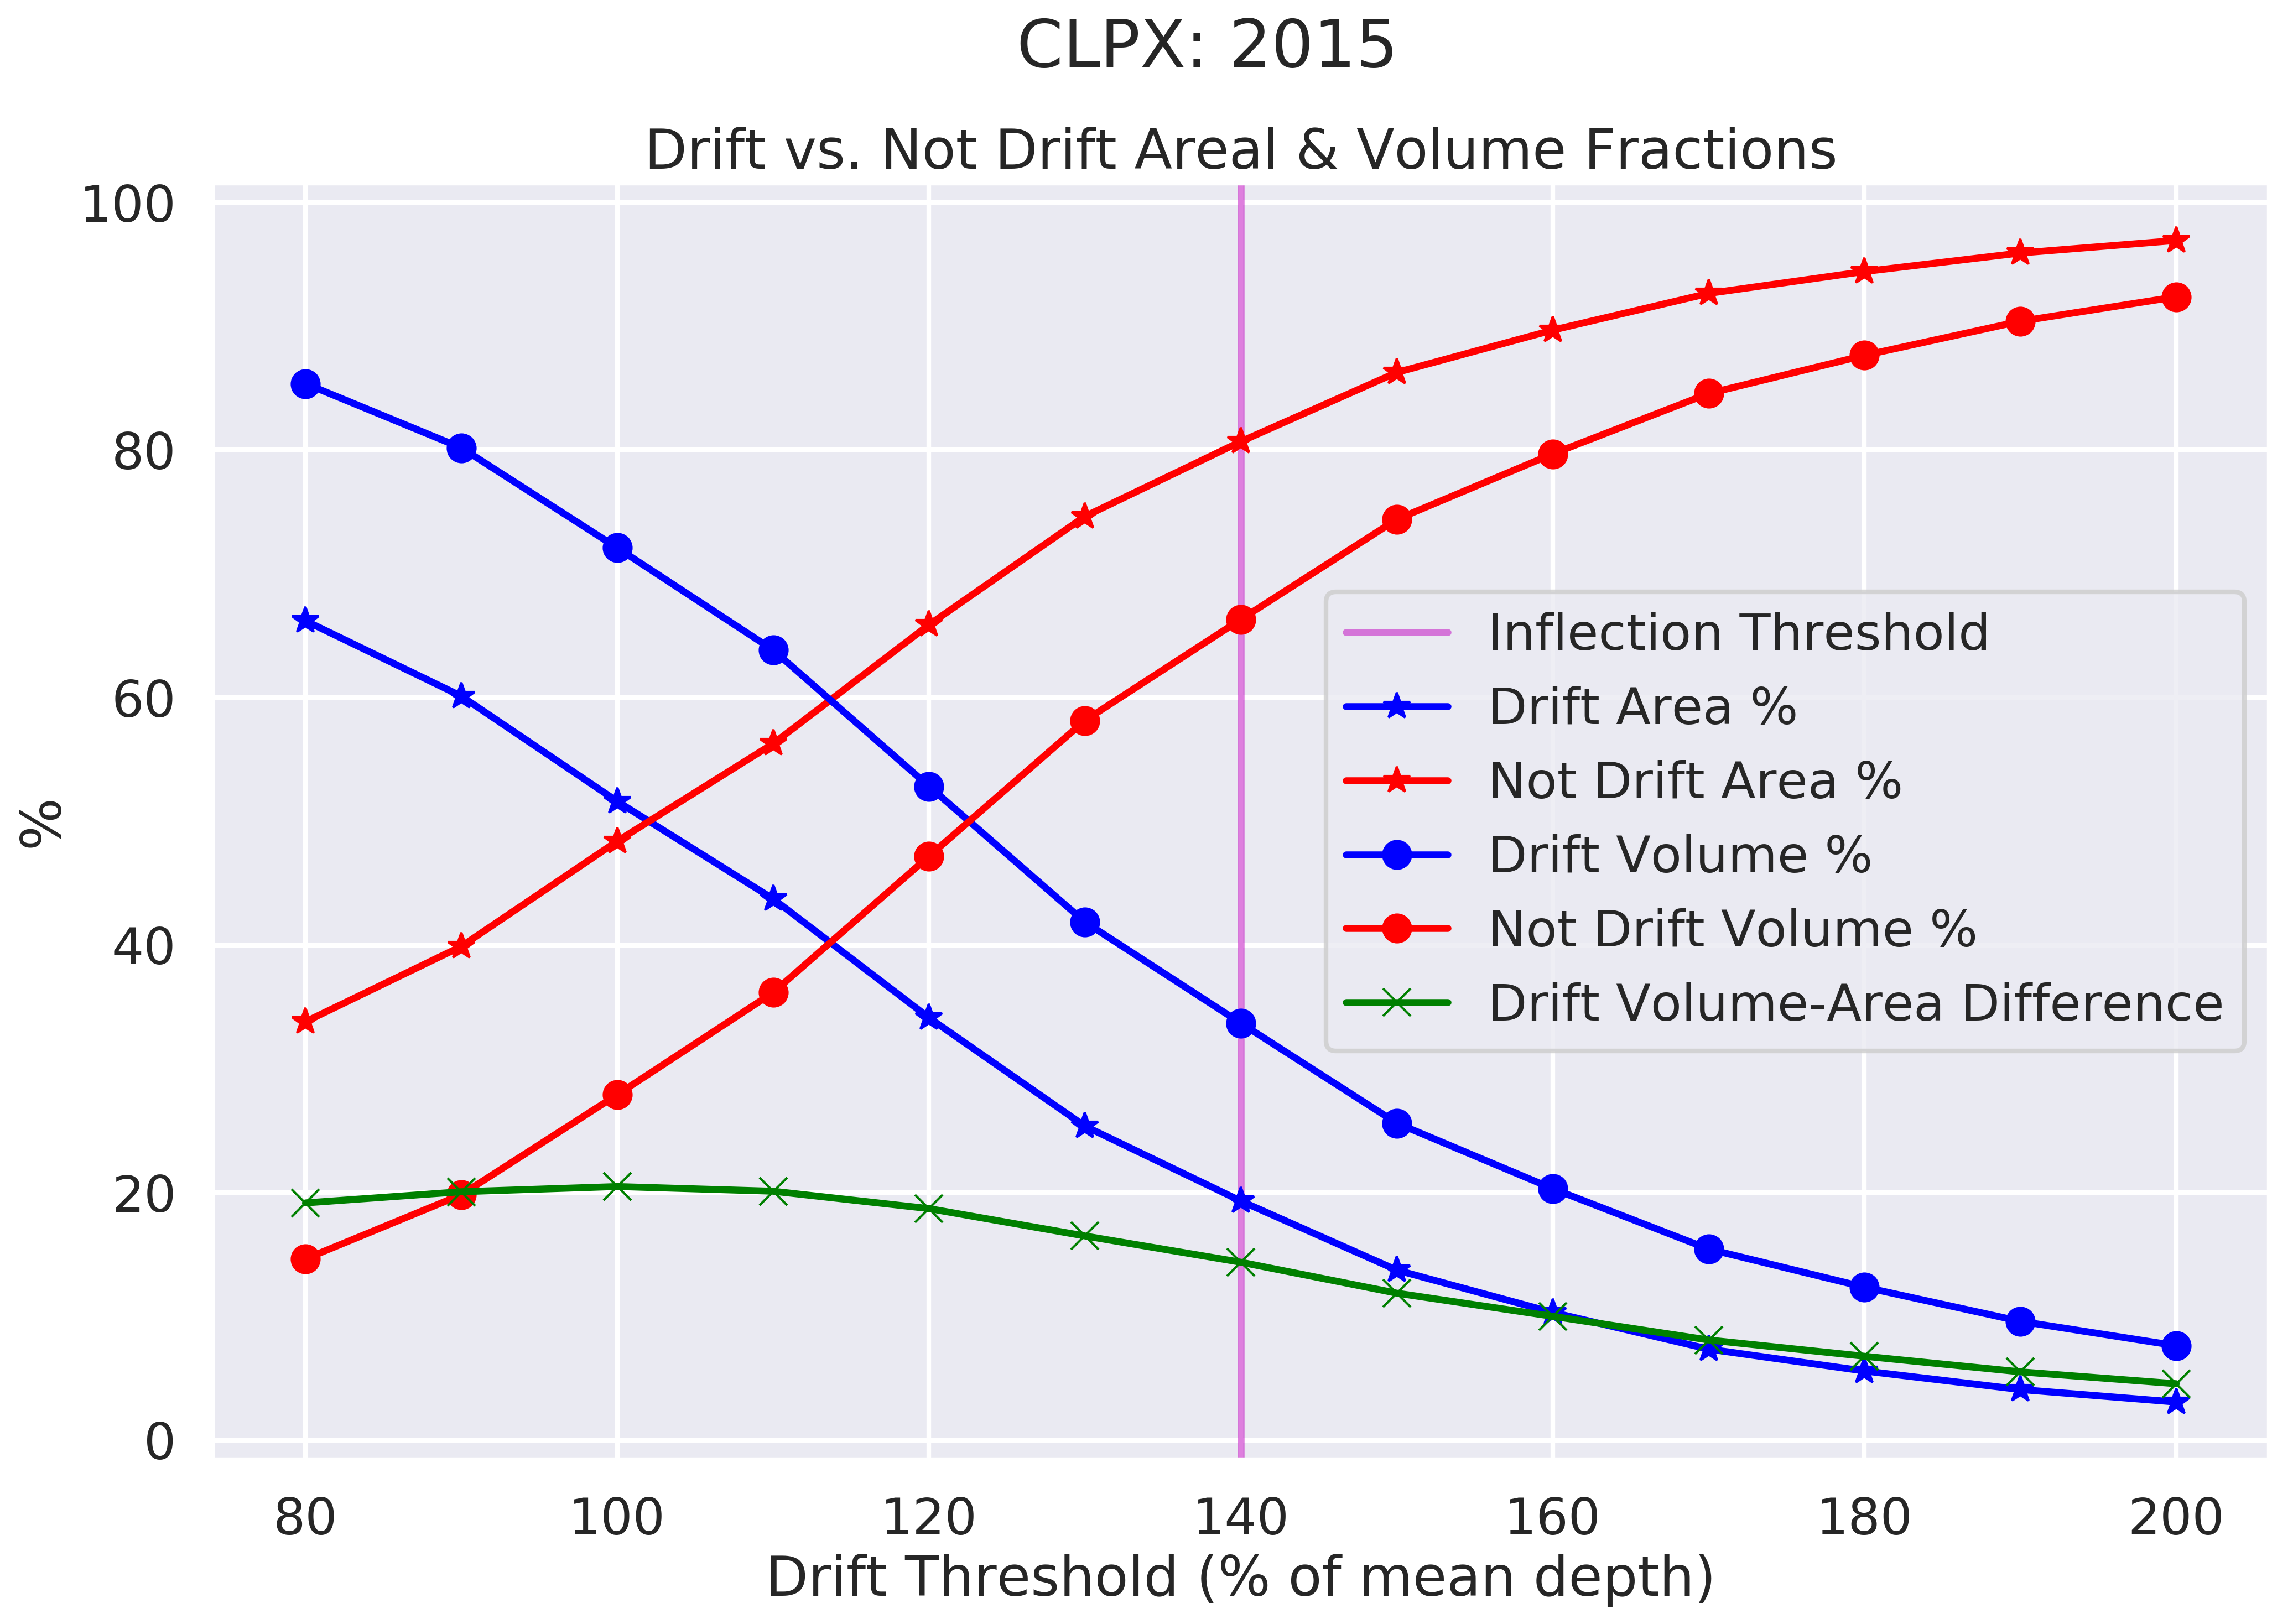 CLPX: 2015
Drift vs. Not Drift Areal & Volume Fractions
100
80
60
40
20
0
%
Inflection Threshold
Drift Area %
Not Drift Area %
Drift Volume %
Not Drift Volume %
Drift Volume-Area Difference
80 100 120 140 160 180 200
Drift Threshold (% of mean depth)